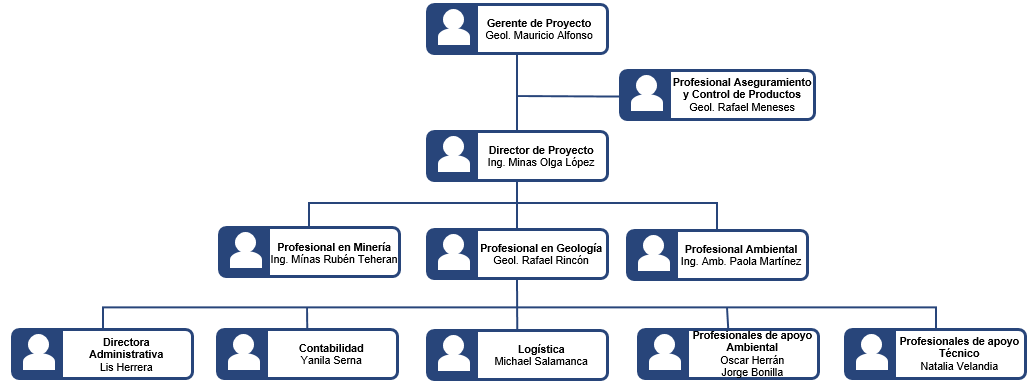 Gerente de Proyecto
Geol. Mauricio Alfonso
Profesional Aseguramiento
y Control de Productos
Geol. Rafael Meneses
Director de Proyecto
Ing. Minas Olga López
Profesional en Minería
Ing. Mínas Rubén Teheran
Profesional en Geología
Geol. Rafael Rincón
Profesional Ambiental
Ing. Amb. Paola Martínez
Directora
Administrativa
Lis Herrera
Contabilidad
Yanila Serna
Logística
Michael Salamanca
Profesionales de apoyo
Ambiental
Oscar Herrán
Jorge Bonilla
Profesionales de apoyo
Técnico
Natalia Velandia